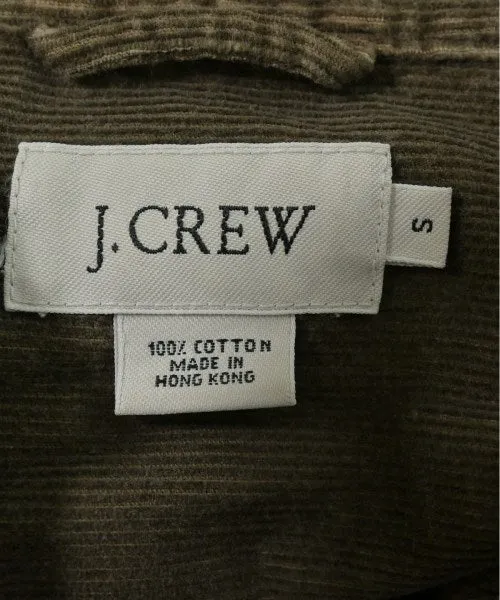 J.CREW
S
100% COTTON
MADE IN
HONG KONG